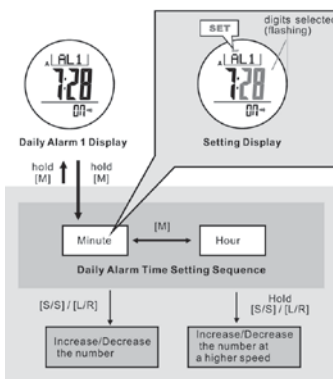 SET
digits selected
(flashing)
AL1
A 7:28
ON
AL1
A 7:28
ON
Daily Alarm 1 Display
Setting Display
hold
[M]
hold
[M]
Minute
[M]
Hour
Daily Alarm Time Setting Sequence
[S/S] / [L/R]
Hold
[S/S] / [L/R]
Increase/Decrease
the number
Increase/Decrease
the number at
a higher speed